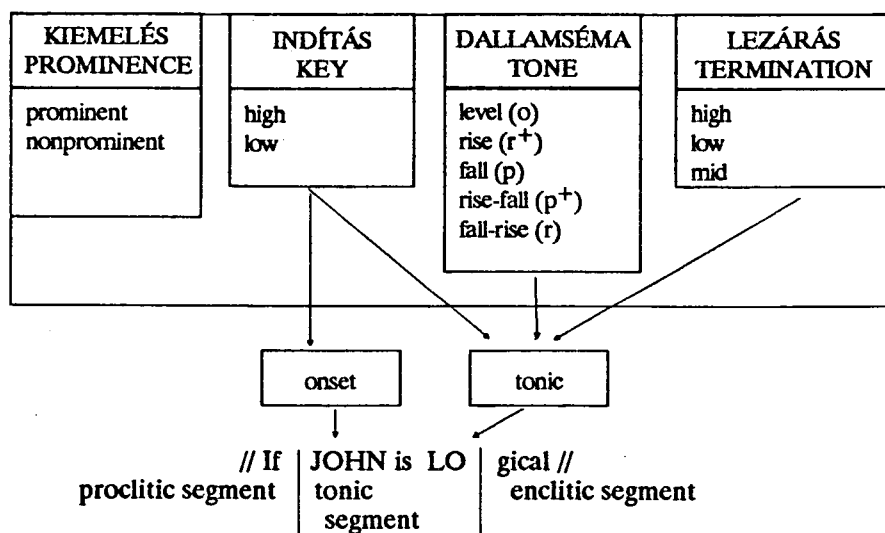 KIEMELÉS
PROMINENCE
prominent
nonprominent
INDÍTÁS
KEY
high
low
DALLAMSÉMA
TONE
level (o)
rise (r⁺)
fall (p)
rise-fall (p⁺)
fall-rise (r)
LEZÁRÁS
TERMINATION
high
low
mid
onset
tonic
// If | JOHN is LO | gical //
proclitic segment | tonic | enclitic segment
segment